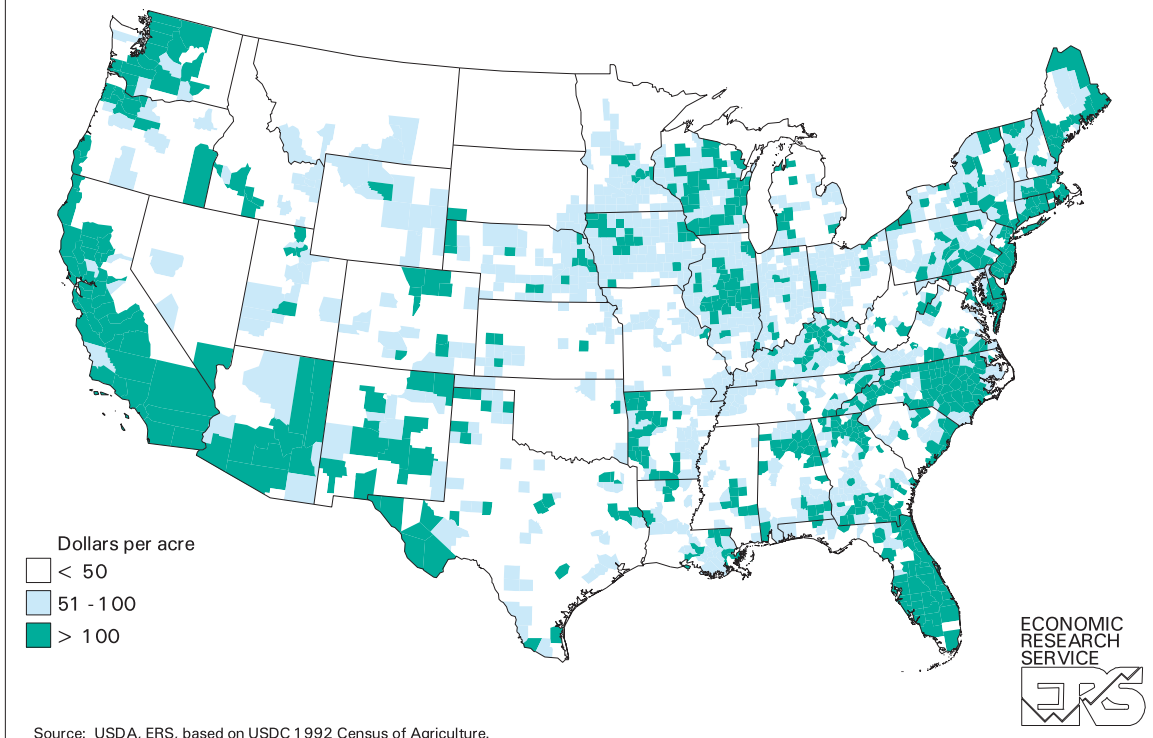 Dollars per acre
< 50
51 - 100
> 100
ECONOMIC
RESEARCH
SERVICE
ERS
Source: USDA, ERS, based on USDC 1992 Census of Agriculture.